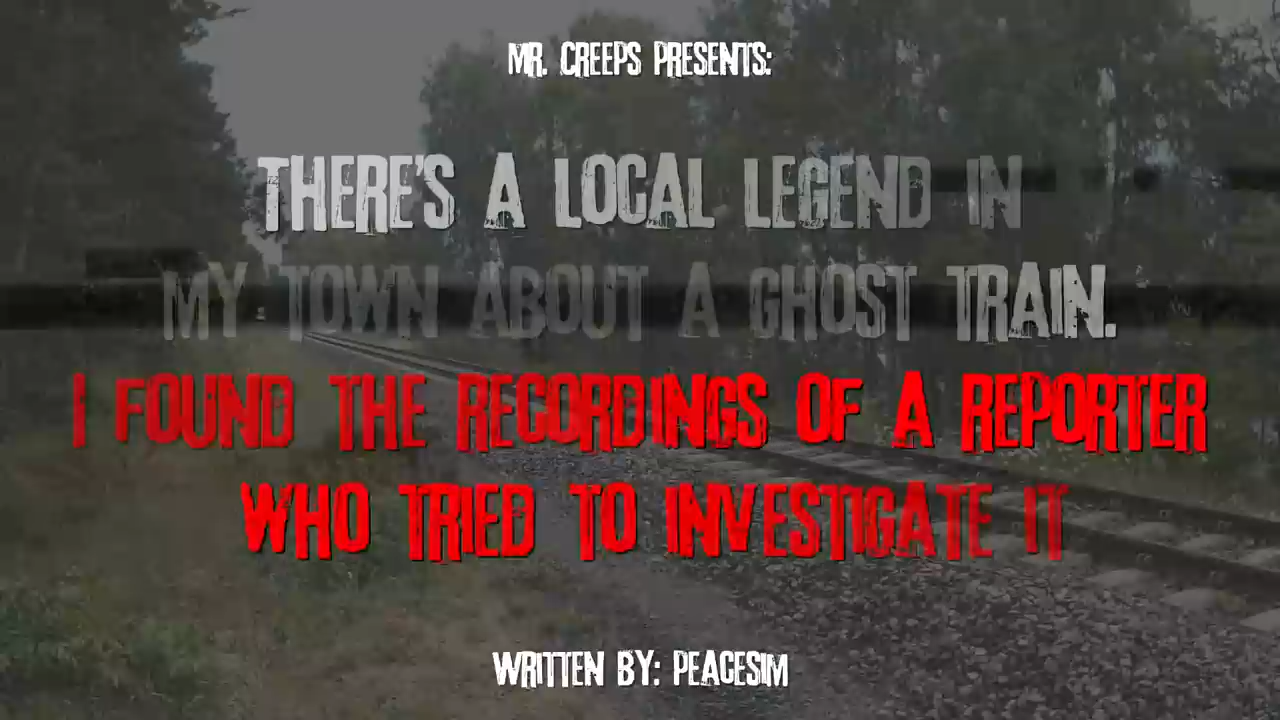 MR. CREEPS PRESENTS:
THERE'S A LOCAL LEGEND IN
MY TOWN ABOUT A GHOST TRAIN.
I FOUND THE RECORDINGS OF A REPORTER
WHO TRIED TO INVESTIGATE IT
WRITTEN BY: PEACESIM